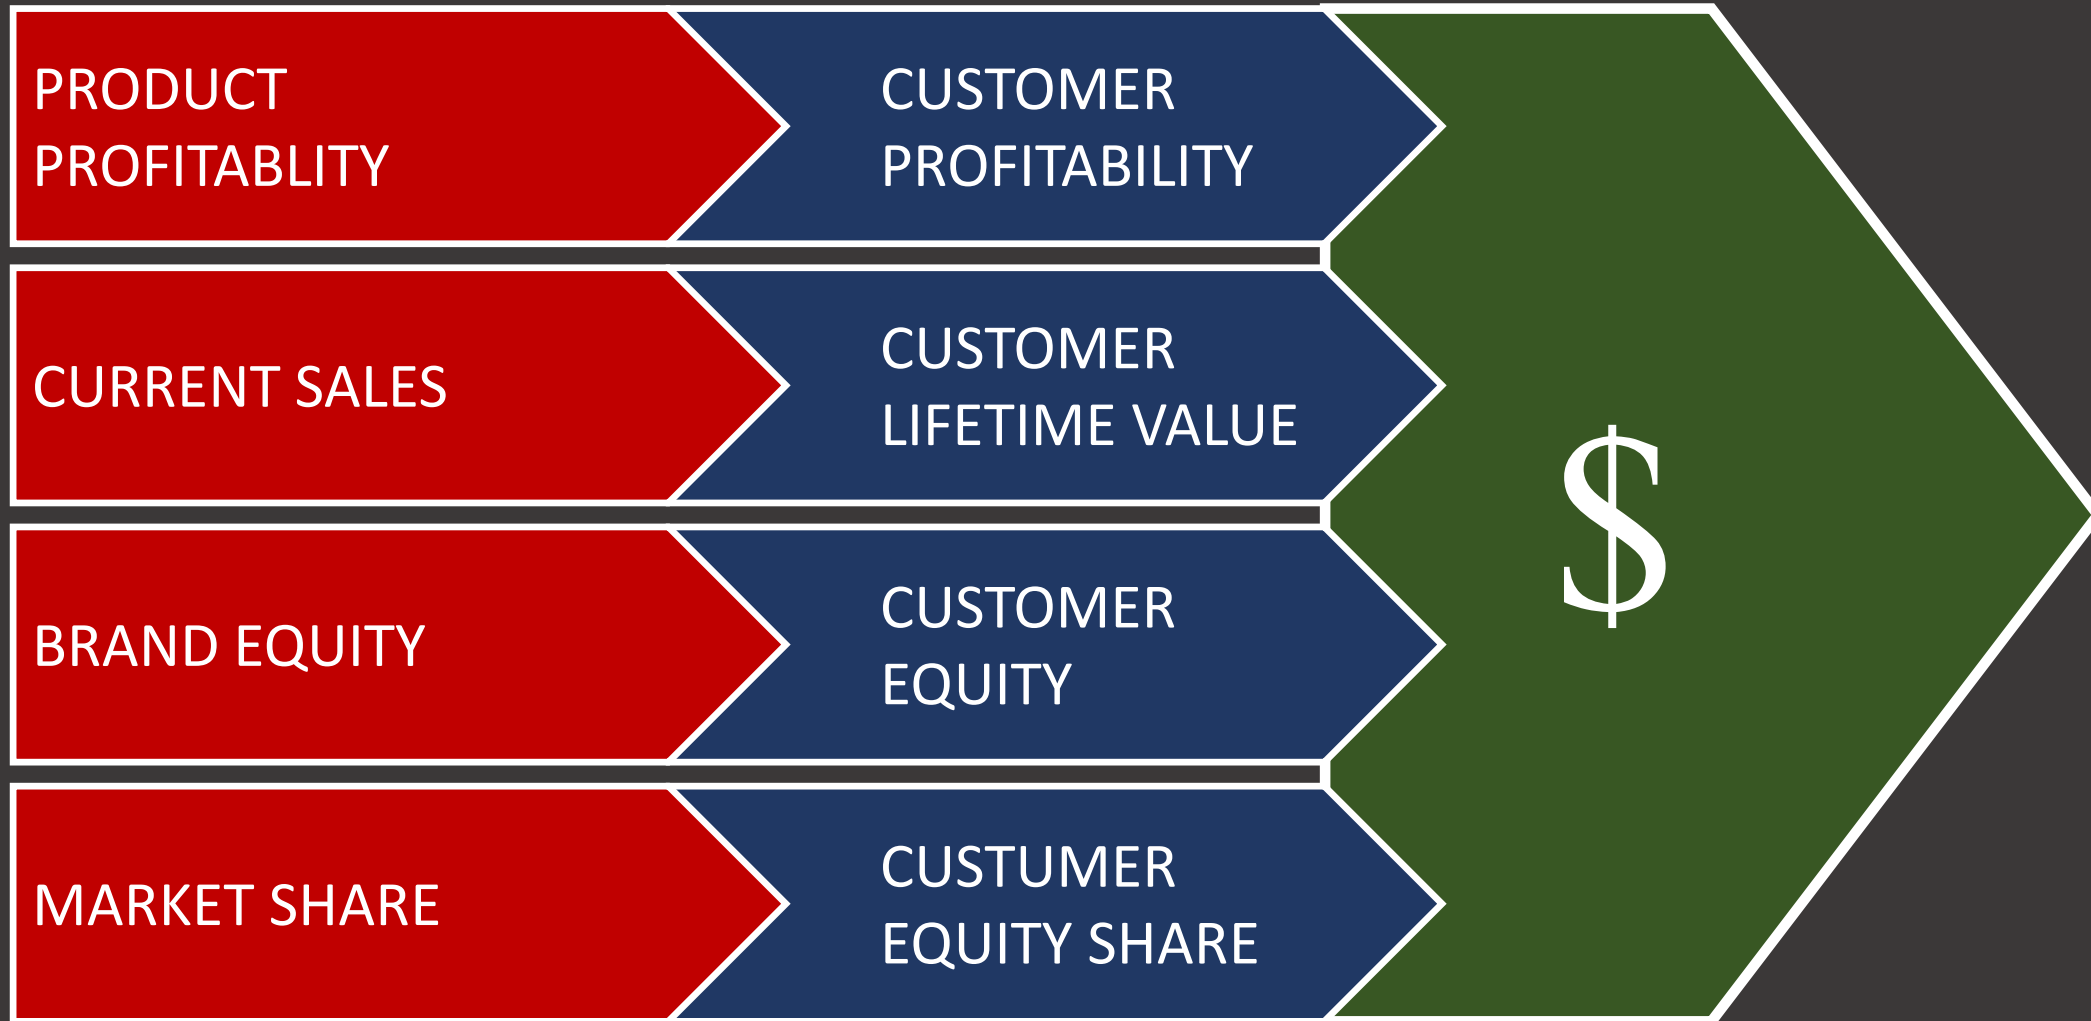 PRODUCT
PROFITABLITY
CUSTOMER
PROFITABILITY
CURRENT SALES
CUSTOMER
LIFETIME VALUE
BRAND EQUITY
CUSTOMER
EQUITY
MARKET SHARE
CUSTUMER
EQUITY SHARE
$